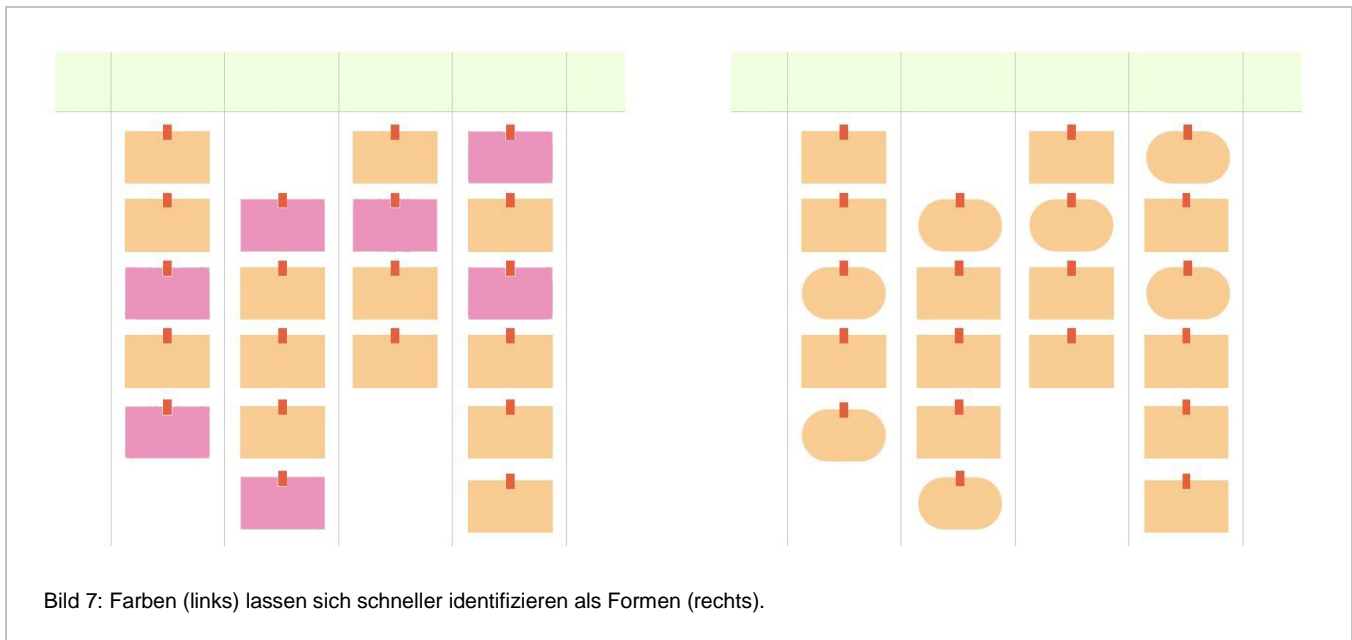 Bild 7: Farben (links) lassen sich schneller identifizieren als Formen (rechts).